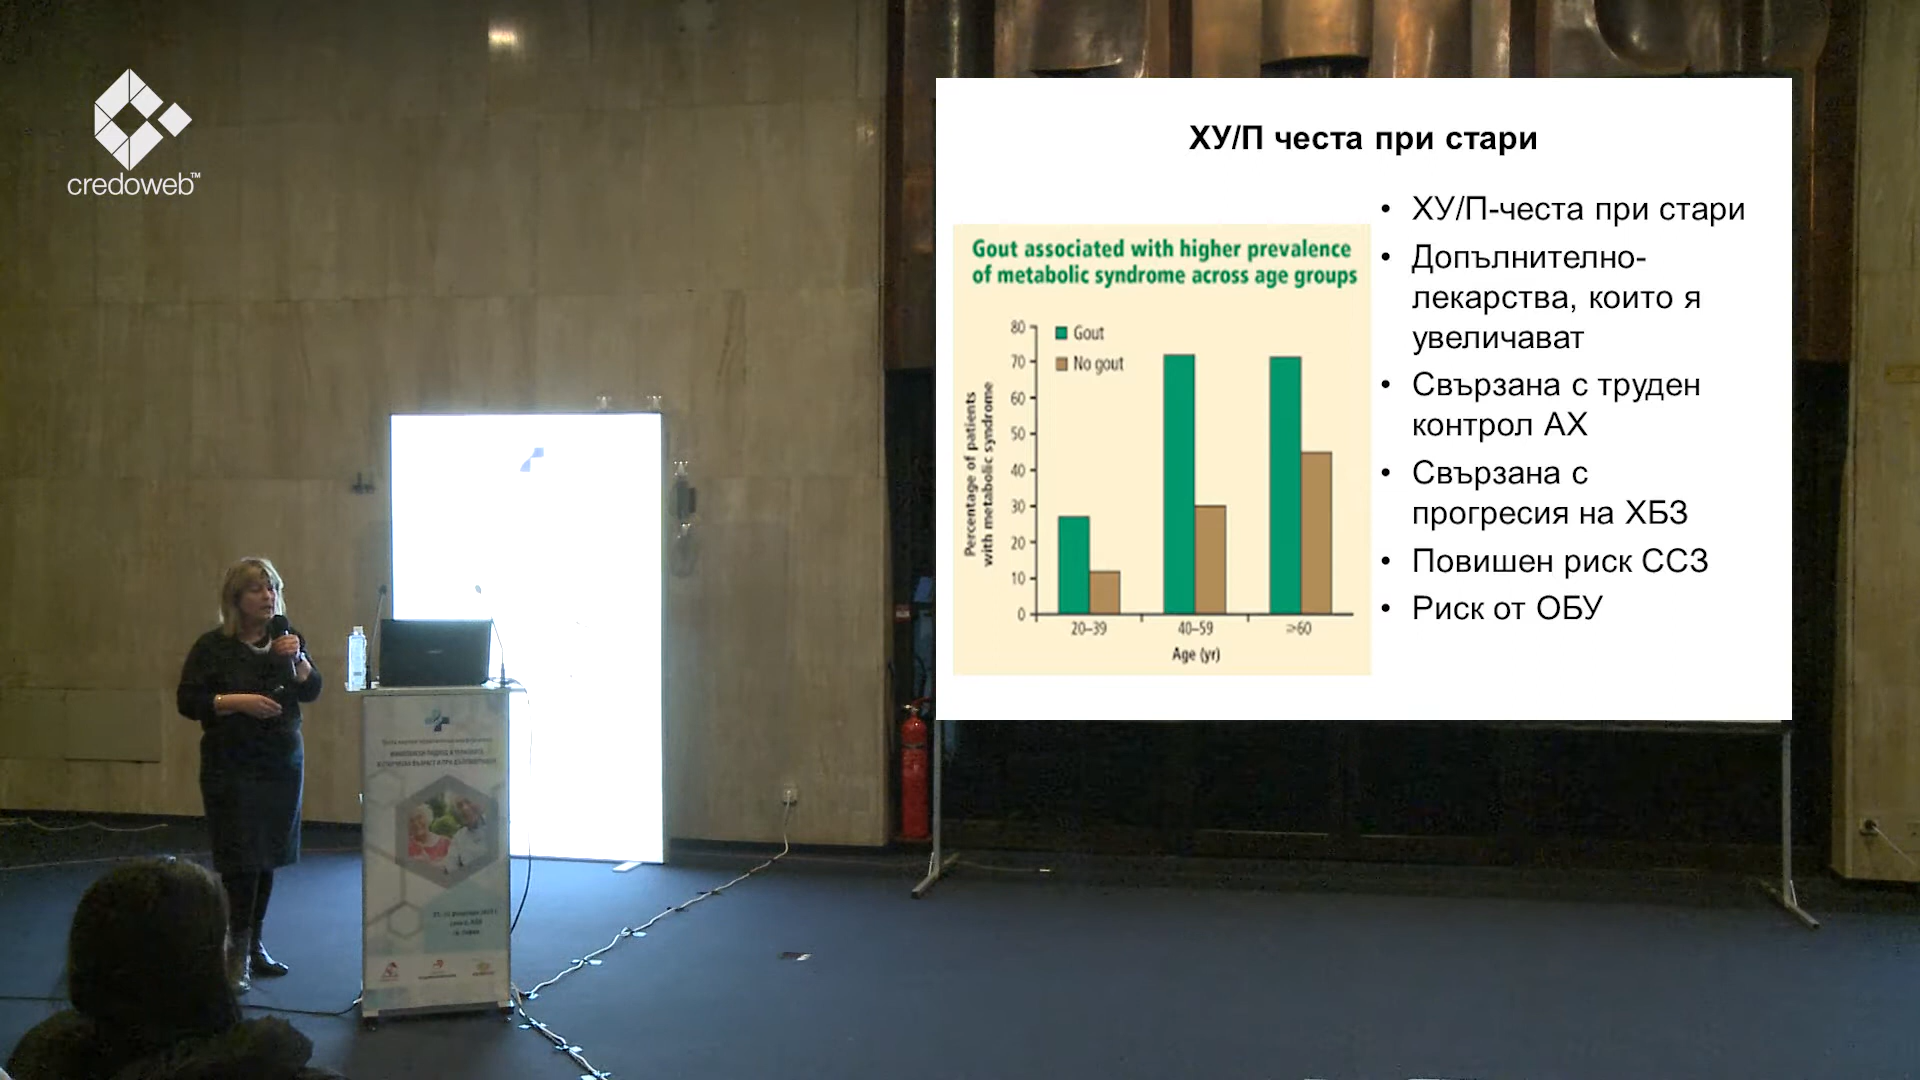 credoweb™
ХУ/П честа при стари
Gout associated with higher prevalence
of metabolic syndrome across age groups
Percentage of patients
with metabolic syndrome
80
70
60
50
40
30
20
10
0
Gout
No gout
20–39
40–59
≥60
Age (yr)
• ХУ/П-честа при стари
• Допълнително-
лекарства, които я
увеличават
• Свързана с труден
контрол АХ
• Свързана с
прогресия на ХБЗ
• Повишен риск ССЗ
• Риск от ОБУ